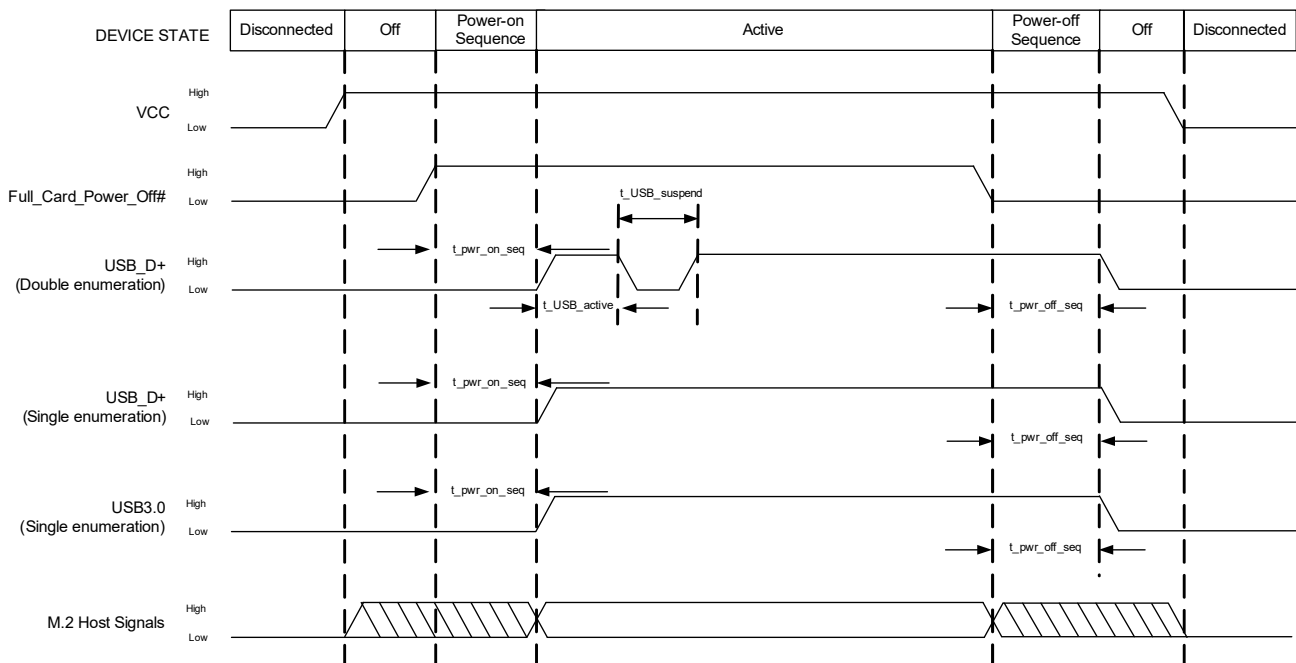 DEVICE STATE Disconnected Off Power-on Sequence Active Power-off Sequence Off Disconnected
High
VCC
Low
High
Full_Card_Power_Off#
Low
t_USB_suspend
t_pwr_on_seq
USB_D+
High
(Double enumeration)
Low
t_USB_active
t_pwr_off_seq
t_pwr_on_seq
USB_D+
High
(Single enumeration)
Low
t_pwr_off_seq
t_pwr_on_seq
USB3.0
High
(Single enumeration)
Low
t_pwr_off_seq
High
M.2 Host Signals
Low